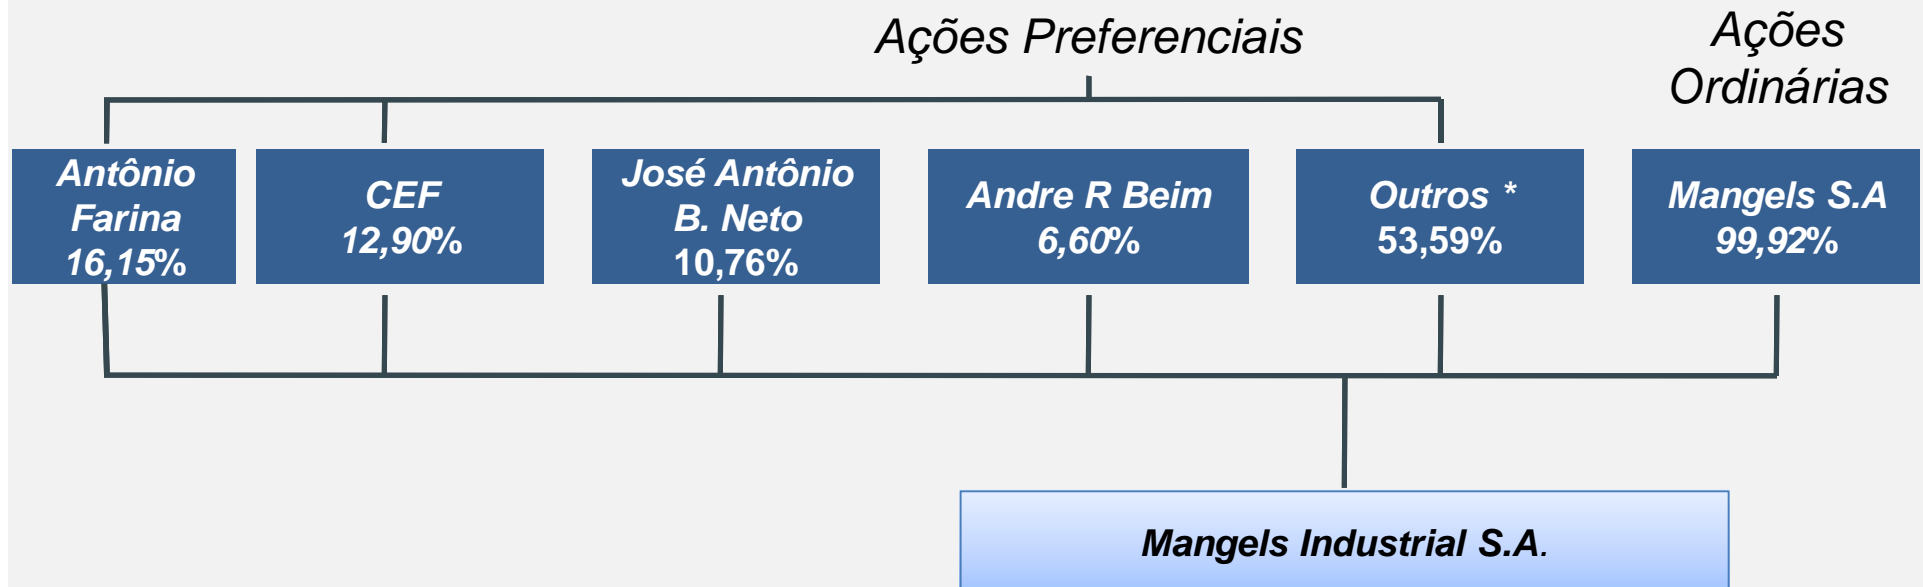 Ações Preferenciais
Ações
Ordinárias
Antônio
Farina
16,15%
CEF
12,90%
José Antônio
B. Neto
10,76%
Andre R Beim
6,60%
Outros *
53,59%
Mangels S.A
99,92%
Mangels Industrial S.A.